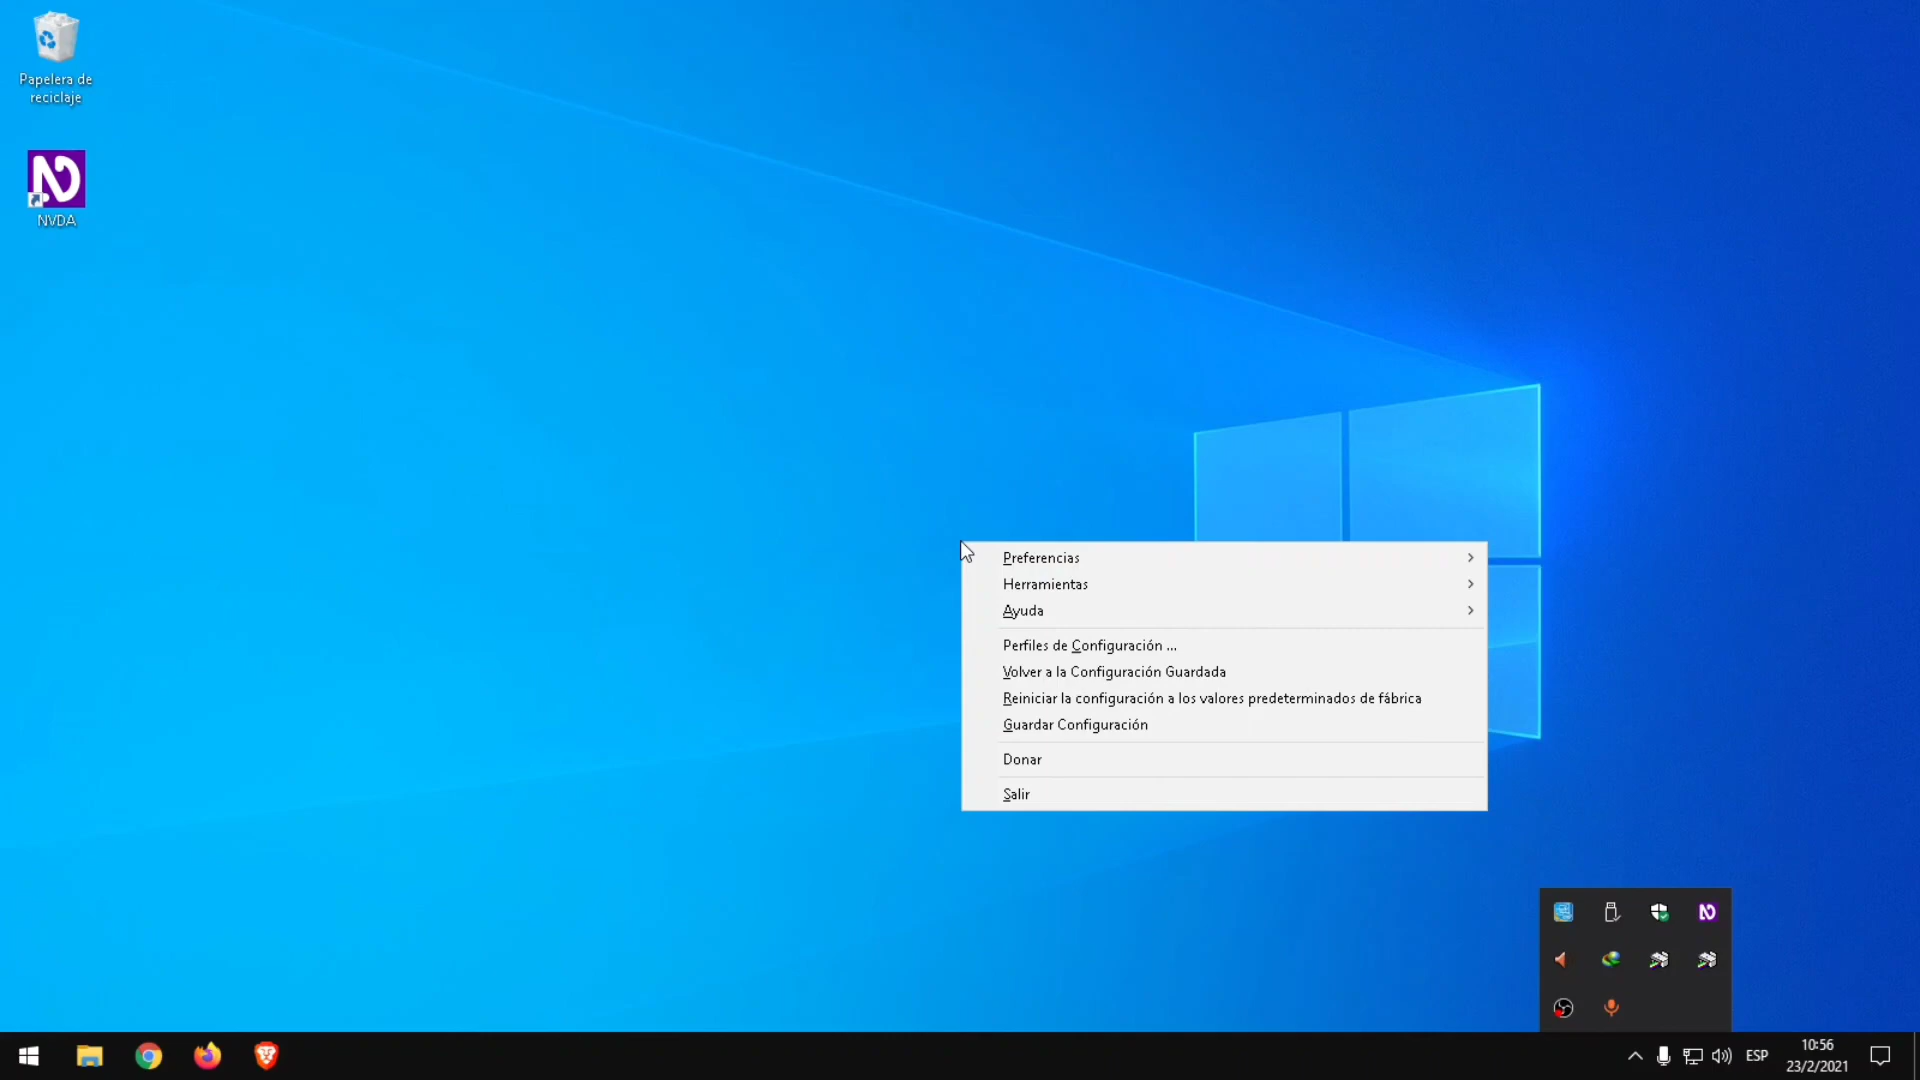 Papelera de
reciclaje
NVDA
Preferencias
Herramientas
Ayuda
Perfiles de Configuración ...
Volver a la Configuración Guardada
Reiniciar la configuración a los valores predeterminados de fábrica
Guardar Configuración
Donar
Salir
ESP
10:56
23/2/2021